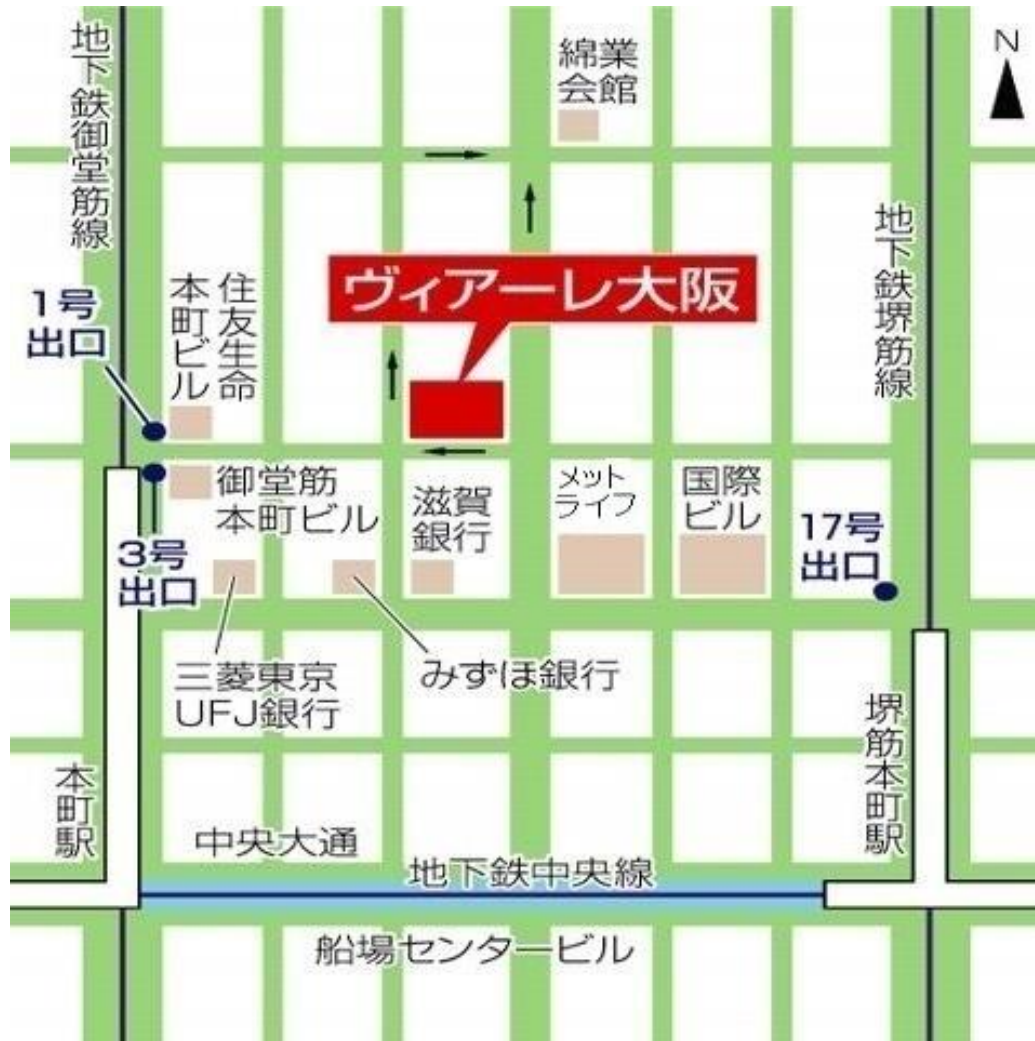 地下鉄御堂筋線
綿業
会館
N
地下鉄堺筋線
ヴィアーレ大阪
1号
出口
住友生命
本町ビル
御堂筋
本町ビル
滋賀
銀行
メット
ライフ
国際
ビル
17号
出口
3号
出口
三菱東京
UFJ銀行
みずほ銀行
本町駅
堺筋本町駅
中央大通
地下鉄中央線
船場センタービル